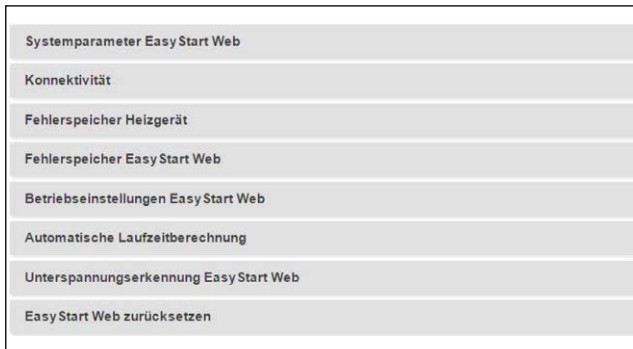 Systemparameter EasyStart Web
Konnektivität
Fehlerspeicher Heizgerät
Fehlerspeicher EasyStart Web
Betriebseinstellungen EasyStart Web
Automatische Laufzeitberechnung
Unterspannungserkennung EasyStart Web
EasyStart Web zurücksetzen